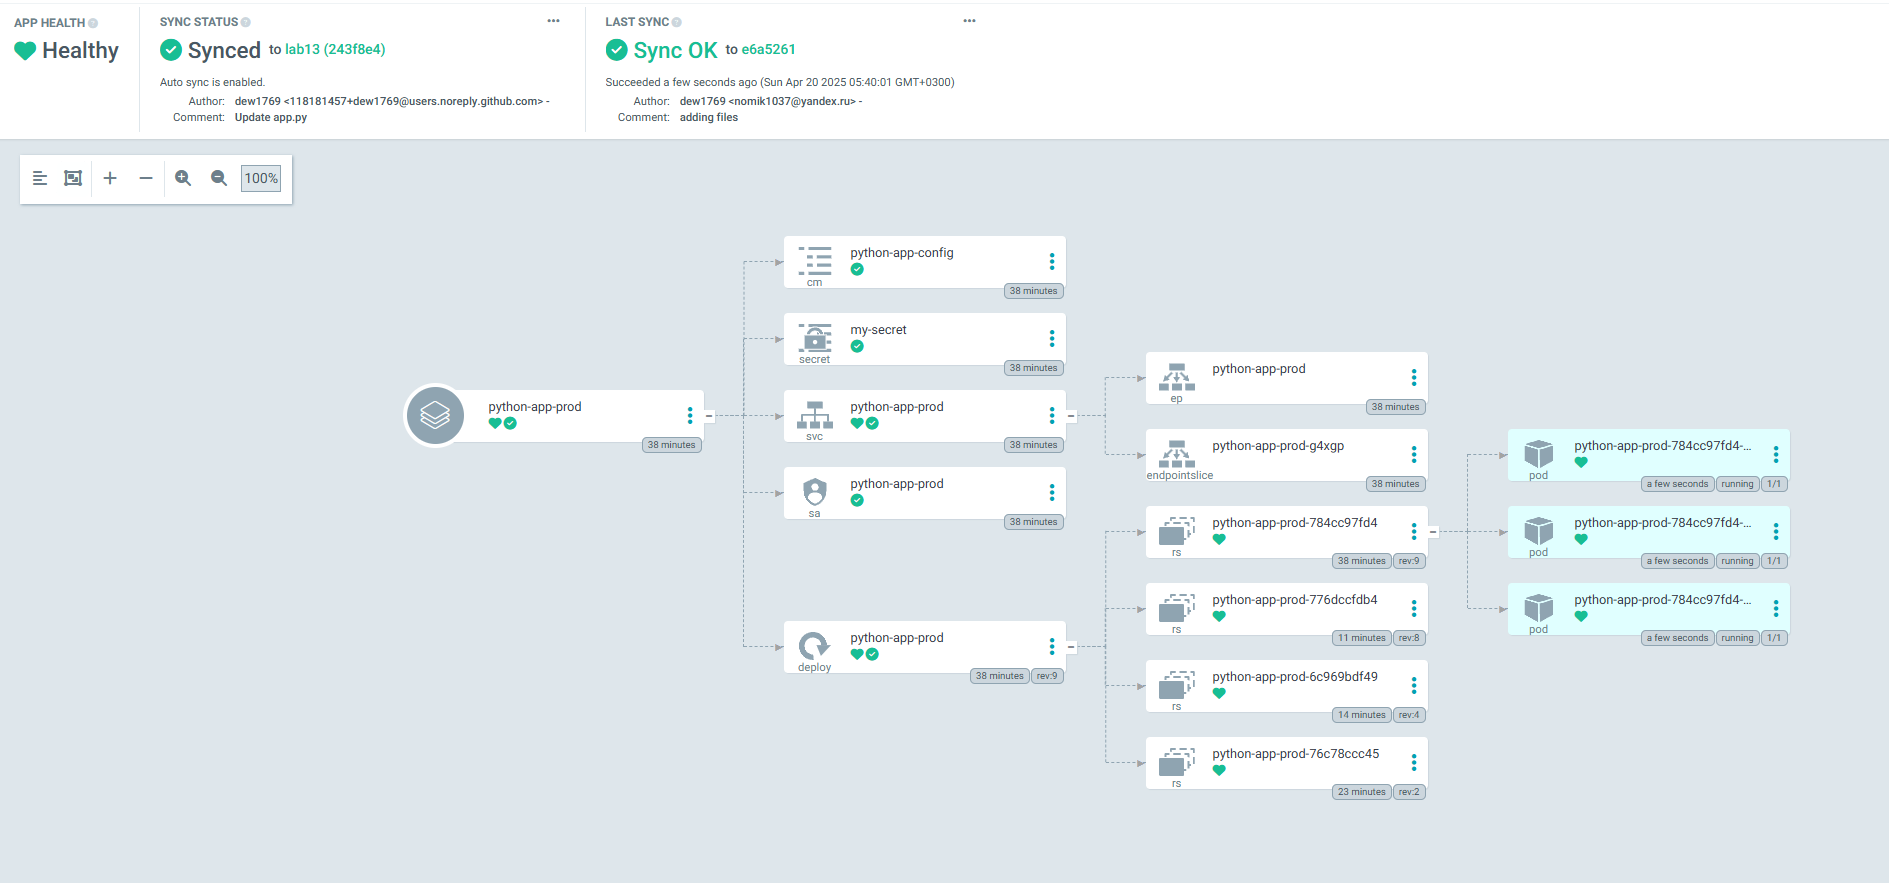 APP HEALTH
Healthy
SYNC STATUS
Synced to lab13 (243f8e4)
Auto sync is enabled.
Author: dew1769 <118181457+dew1769@users.noreply.github.com> -
Comment: Update app.py
LAST SYNC
Sync OK to e6a5261
Succeeded a few seconds ago (Sun Apr 20 2025 05:40:01 GMT+0300)
Author: dew1769 <nomik1037@yandex.ru> -
Comment: adding files
100%
python-app-prod
38 minutes
python-app-config
cm
38 minutes
my-secret
secret
38 minutes
python-app-prod
svc
38 minutes
python-app-prod
sa
38 minutes
python-app-prod
deploy
38 minutes rev:9
python-app-prod
ep
38 minutes
python-app-prod-g4xgp
endpointslice
38 minutes
python-app-prod-784cc97fd4
rs
38 minutes rev:9
python-app-prod-776dccfdb4
rs
11 minutes rev:8
python-app-prod-6c969bdf49
rs
14 minutes rev:4
python-app-prod-76c78ccc45
rs
23 minutes rev:2
python-app-prod-784cc97fd4-...
pod
a few seconds running 1/1
python-app-prod-784cc97fd4-...
pod
a few seconds running 1/1
python-app-prod-784cc97fd4-...
pod
a few seconds running 1/1